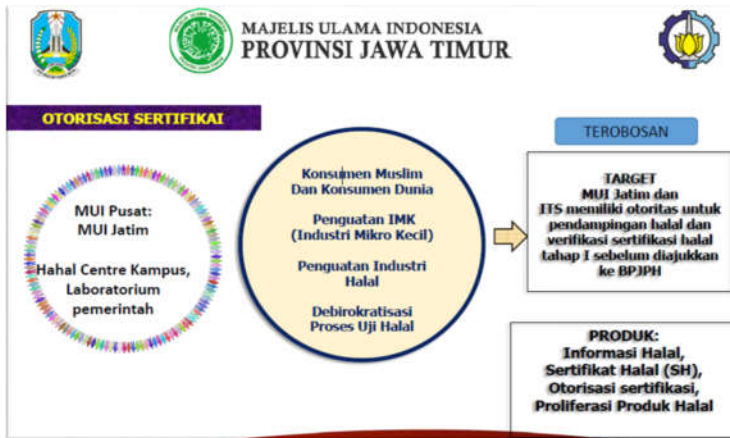 MAJELIS ULAMA INDONESIA
PROVINSI JAWA TIMUR
OTORISASI SERTIFIKAI
MUI Pusat:
MUI Jatim
Hahal Centre Kampus,
Laboratorium
pemerintah
Konsumen Muslim
Dan Konsumen Dunia
Penguatan IMK
(Industri Mikro Kecil)
Penguatan Industri
Halal
Debirokratisasi
Proses Uji Halal
TEROBOSAN
TARGET
MUI Jatim dan
ITS memiliki otoritas untuk
pendampingan halal dan
verifikasi sertifikasi halal
tahap I sebelum diajukkan
ke BPJPH
PRODUK:
Informasi Halal,
Sertifikat Halal (SH),
Otorisasi sertifikasi,
Proliferasi Produk Halal